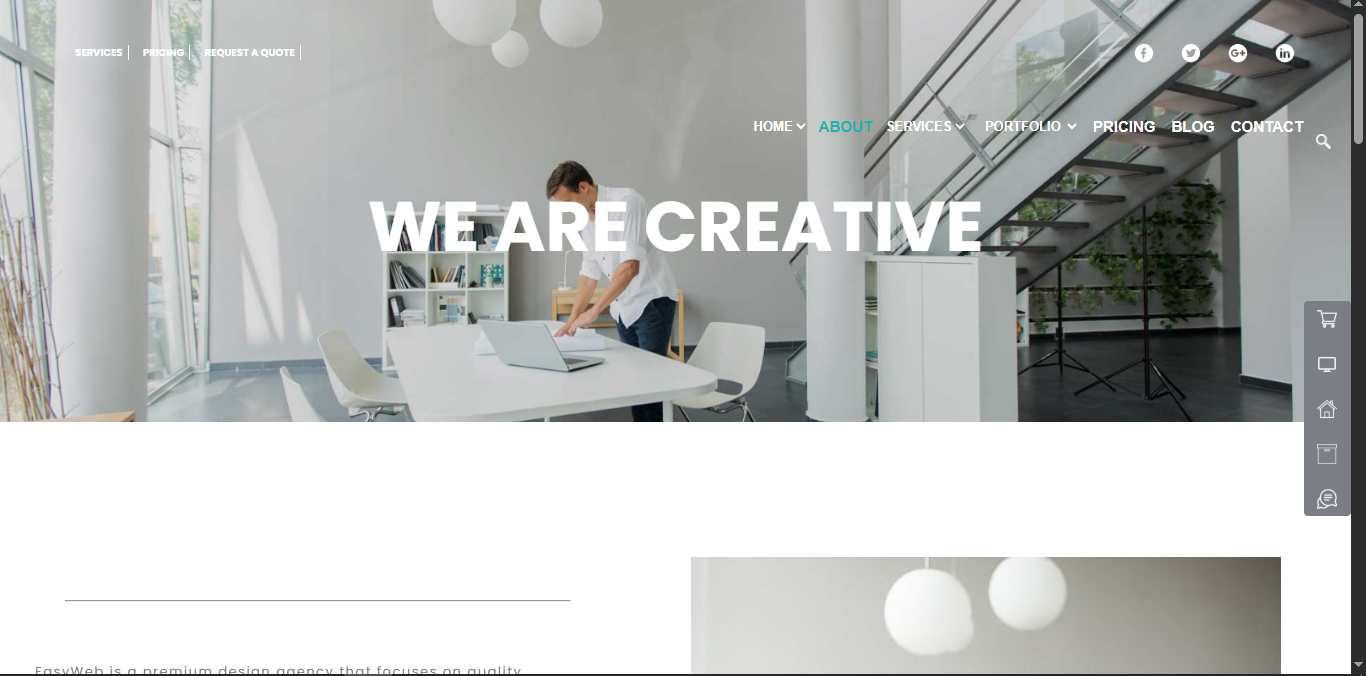 SERVICES PRICING REQUEST A QUOTE
HOME ABOUT SERVICES PORTFOLIO PRICING BLOG CONTACT
WE ARE CREATIVE
EasyWeb is a premium design agency that focuses on quality